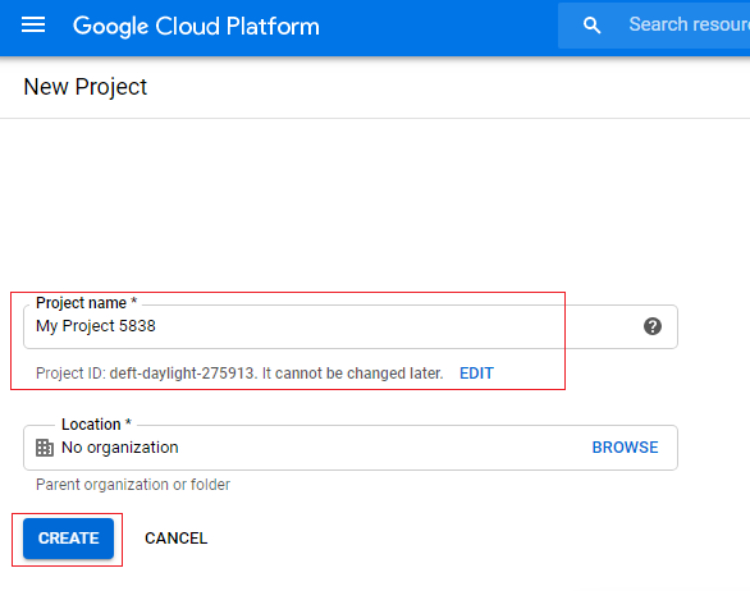 Google Cloud Platform
Search resour
New Project
Project name *
My Project 5838
Project ID: deft-daylight-275913. It cannot be changed later. EDIT
Location *
No organization BROWSE
Parent organization or folder
CREATE CANCEL